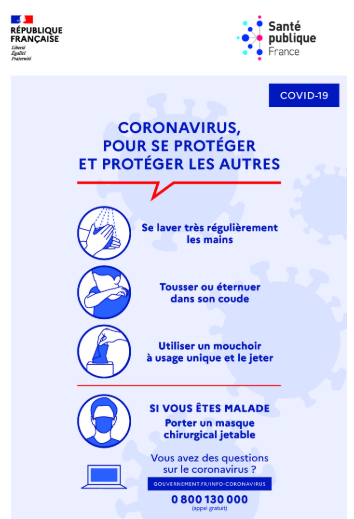 RÉPUBLIQUE
FRANÇAISE
Liberté
Égalité
Fraternité
Santé
publique
France
COVID-19
CORONAVIRUS,
POUR SE PROTÉGER
ET PROTÉGER LES AUTRES
Se laver très régulièrement
les mains
Tousser ou éternuer
dans son coude
Utiliser un mouchoir
à usage unique et le jeter
SI VOUS ÊTES MALADE
Porter un masque
chirurgical jetable
Vous avez des questions
sur le coronavirus ?
GOUVERNEMENT.FR/INFO-CORONAVIRUS
0 800 130 000
(appel gratuit)